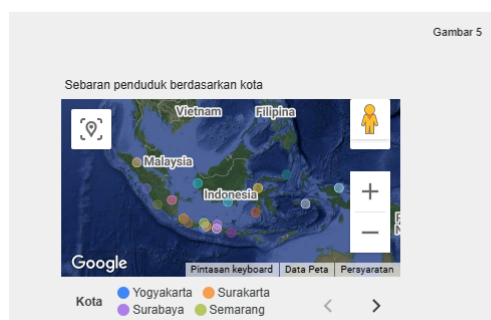 Gambar 5
Sebaran penduduk berdasarkan kota
Vietnam Filipina
Malaysia
Indonesia
Google
Pintasan keyboard Data Peta Persyaratan
Kota Yogyakarta Surakarta
Surabaya Semarang